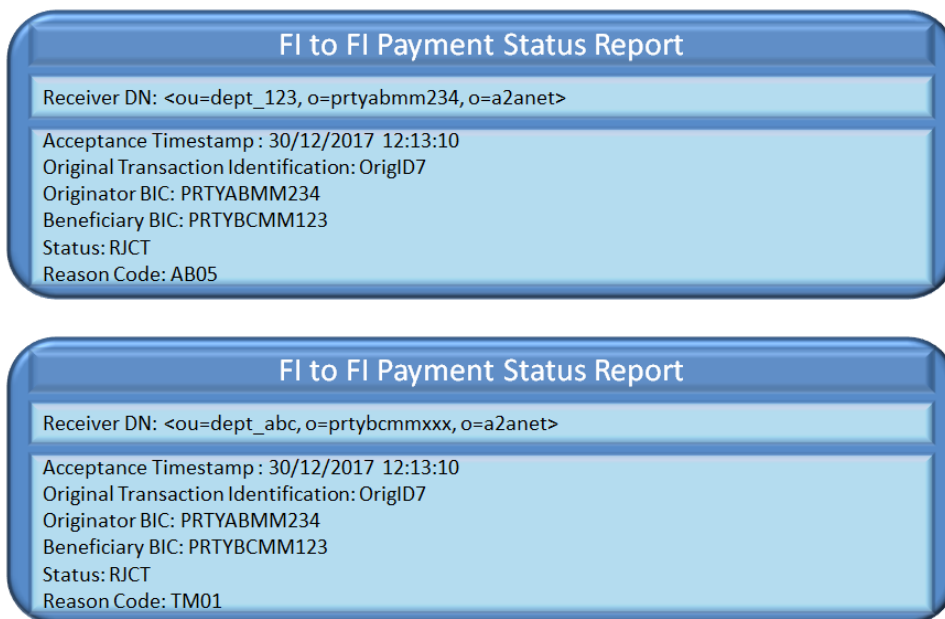 FI to FI Payment Status Report
Receiver DN: <ou=dept_123, o=prtyabmm234, o=a2anet>
Acceptance Timestamp : 30/12/2017 12:13:10
Original Transaction Identification: OrigID7
Originator BIC: PRTYABMM234
Beneficiary BIC: PRTYBCMM123
Status: RJCT
Reason Code: AB05
FI to FI Payment Status Report
Receiver DN: <ou=dept_abc, o=prtybcmmxxx, o=a2anet>
Acceptance Timestamp : 30/12/2017 12:13:10
Original Transaction Identification: OrigID7
Originator BIC: PRTYABMM234
Beneficiary BIC: PRTYBCMM123
Status: RJCT
Reason Code: TM01